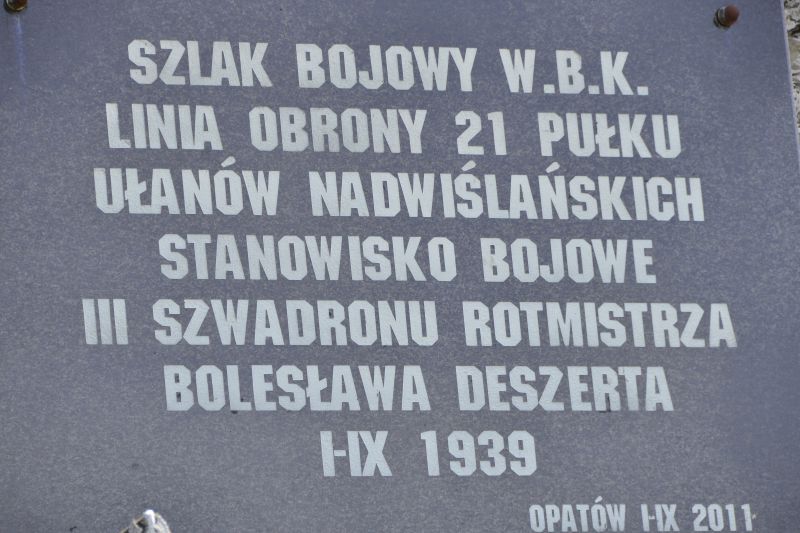 SZLAK BOJOWY W.B.K.
LINIA OBRONY 21 PUŁKU
UŁANÓW NADWIŚLAŃSKICH
STANOWISKO BOJOWE
III SZWADRONU ROTMISTRZA
BOLESŁAWA DESZERTA
I-IX 1939
OPATÓW I-IX 2011